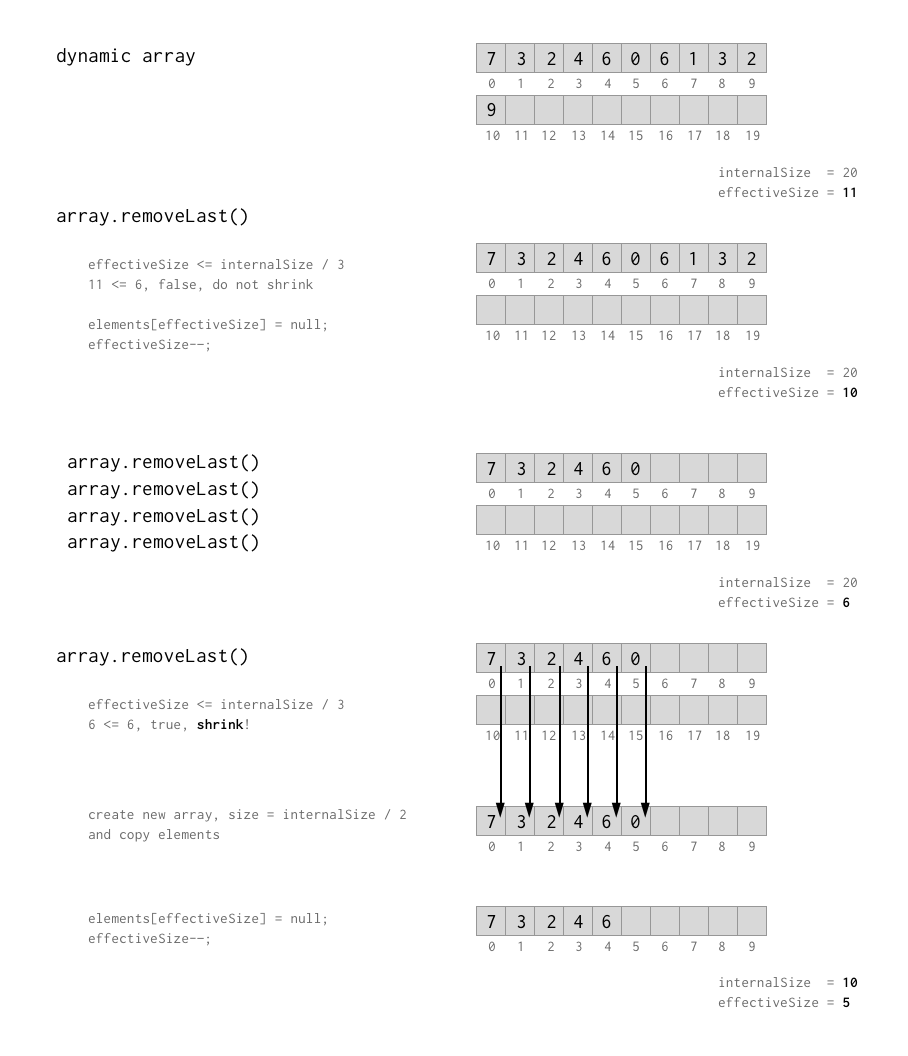 dynamic array
7 3 2 4 6 0 6 1 3 2
0 1 2 3 4 5 6 7 8 9
9
10 11 12 13 14 15 16 17 18 19
internalSize = 20
effectiveSize = 11
array.removeLast()
effectiveSize <= internalSize / 3
11 <= 6, false, do not shrink
elements[effectiveSize] = null;
effectiveSize--;
7 3 2 4 6 0 6 1 3 2
0 1 2 3 4 5 6 7 8 9
10 11 12 13 14 15 16 17 18 19
internalSize = 20
effectiveSize = 10
array.removeLast()
array.removeLast()
array.removeLast()
array.removeLast()
7 3 2 4 6 0
0 1 2 3 4 5 6 7 8 9
10 11 12 13 14 15 16 17 18 19
internalSize = 20
effectiveSize = 6
array.removeLast()
effectiveSize <= internalSize / 3
6 <= 6, true, shrink!
7 3 2 4 6 0
0 1 2 3 4 5 6 7 8 9
10 11 12 13 14 15 16 17 18 19
create new array, size = internalSize / 2
and copy elements
7 3 2 4 6 0
0 1 2 3 4 5 6 7 8 9
elements[effectiveSize] = null;
effectiveSize--;
7 3 2 4 6
0 1 2 3 4 5 6 7 8 9
internalSize = 10
effectiveSize = 5